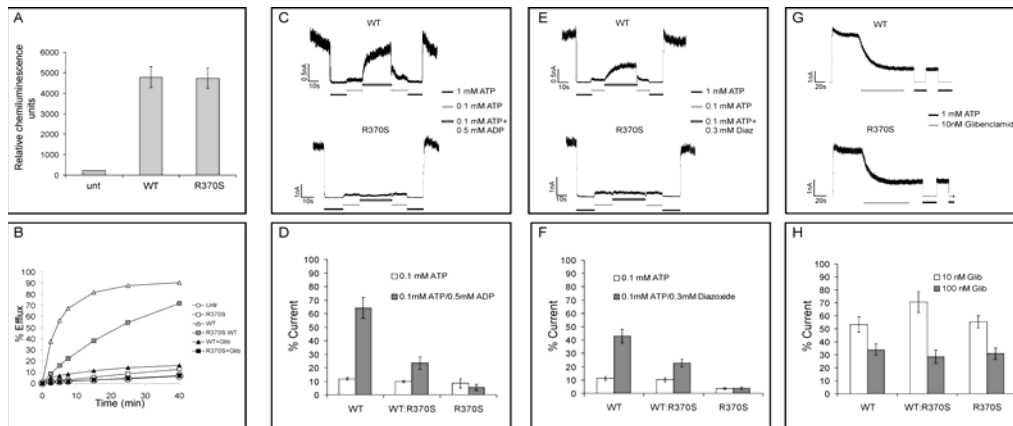 A
Relative chemiluminescence
units
6000
5000
4000
3000
2000
1000
0
unt
WT
R370S
B
% Efflux
100
90
80
70
60
50
40
30
20
10
0
0
10
20
30
40
Time (min)
Untr
R370S
WT
R370S WT
WT+Glib
R370S+Glib
C
WT
0.5nA
10s
1 mM ATP
0.1 mM ATP
0.1 mM ATP+
0.5 mM ADP
R370S
1nA
10s
D
% Current
100
90
80
70
60
50
40
30
20
10
0
0.1 mM ATP
0.1mM ATP/0.5mM ADP
WT
WT:R370S
R370S
E
WT
0.5nA
10s
1 mM ATP
0.1 mM ATP
0.1 mM ATP+
0.3 mM Diaz
R370S
1nA
10s
F
% Current
100
90
80
70
60
50
40
30
20
10
0
0.1 mM ATP
0.1mM ATP/0.3mM Diazoxide
WT
WT:R370S
R370S
G
WT
1nA
20s
1 mM ATP
10nM Glibenclamid
R370S
1nA
20s
H
% Current
100
90
80
70
60
50
40
30
20
10
0
10 nM Glib
100 nM Glib
WT
WT:R370S
R370S